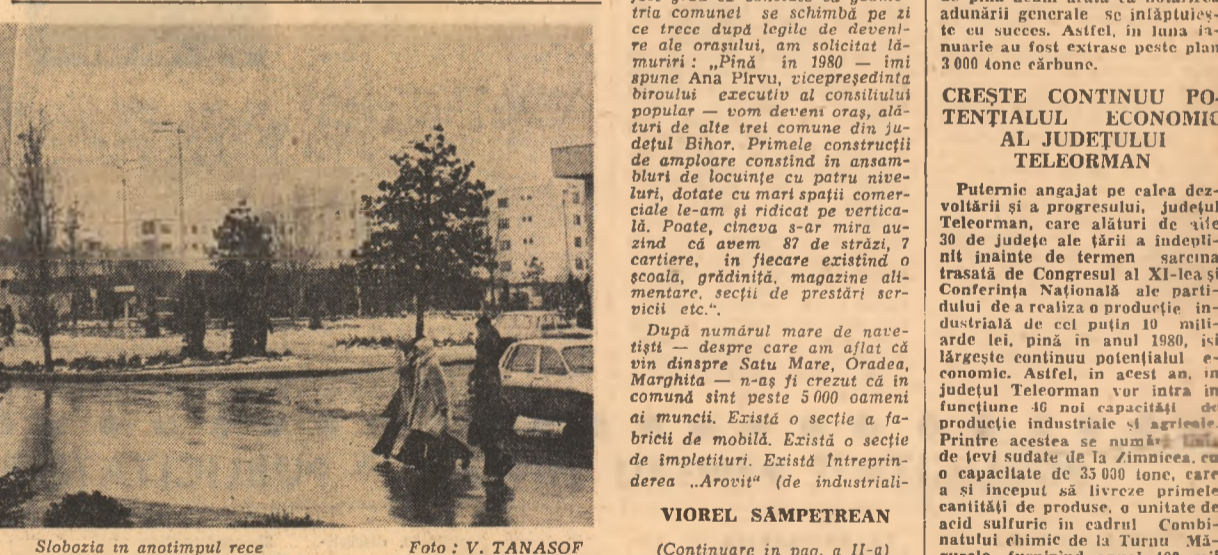 Slobozia in anotimpul rece
Foto : V. TANASOF
tria comunei se schimbă pe zi
ce trece după legile de deveni-
re ale orașului, am solicitat lă-
muriri : „Pînă în 1980 — îmi
spune Ana Pîrvu, vicepreședinta
biroului executiv al consiliului
popular — vom deveni oraș, ală-
turi de alte trei comune din ju-
dețul Bihor. Primele construcții
de amploare constînd în ansam-
bluri de locuințe cu patru nive-
luri, dotate cu mari spații comer-
ciale le-am și ridicat pe vertica-
lă. Poate, cineva s-ar mira au-
zind că avem 87 de străzi, 7
cartiere, în fiecare existînd o
școala, grădiniță, magazine ali-
mentare, secții de prestări ser-
vicii etc.“.
După numărul mare de nave-
tiști — despre care am aflat că
vin dinspre Satu Mare, Oradea,
Marghita — n-aș fi crezut că în
comună sînt peste 5 000 oameni
ai muncii. Există o secție a fa-
bricii de mobilă. Există o secție
de împletituri. Există Întreprin-
derea „Arovit“ (de industriali-
VIOREL SĂMPETREAN
(Continuare în pag. a II-a)
adunării generale se înfăptuieș-
te cu succes. Astfel, în luna ia-
nuarie au fost extrase peste plan
3 000 tone cărbune.
CREȘTE CONTINUU PO-
TENȚIALUL ECONOMIC
AL JUDEȚULUI
TELEORMAN
Puternic angajat pe calea dez-
voltării și a progresului, județul
Teleorman, care alături de alte
30 de județe ale țării a îndepli-
nit înainte de termen sarcina
trasată de Congresul al XI-lea și
Conferința Națională ale parti-
dului de a realiza o producție in-
dustrială de cel puțin 10 mili-
arde lei, pînă în anul 1980, își
lărgește continuu potențialul e-
conomic. Astfel, în acest an, în
județul Teleorman vor intra în
funcțiune 46 noi capacități de
producție industriale și agricole.
Printre acestea se numără
de țevi sudate de la Zimnicea, cu
o capacitate de 35 000 tone, care
a și început să livreze primele
cantități de produse, o unitate de
acid sulfuric în cadrul Combi-
natului chimic de la Turnu Mă-